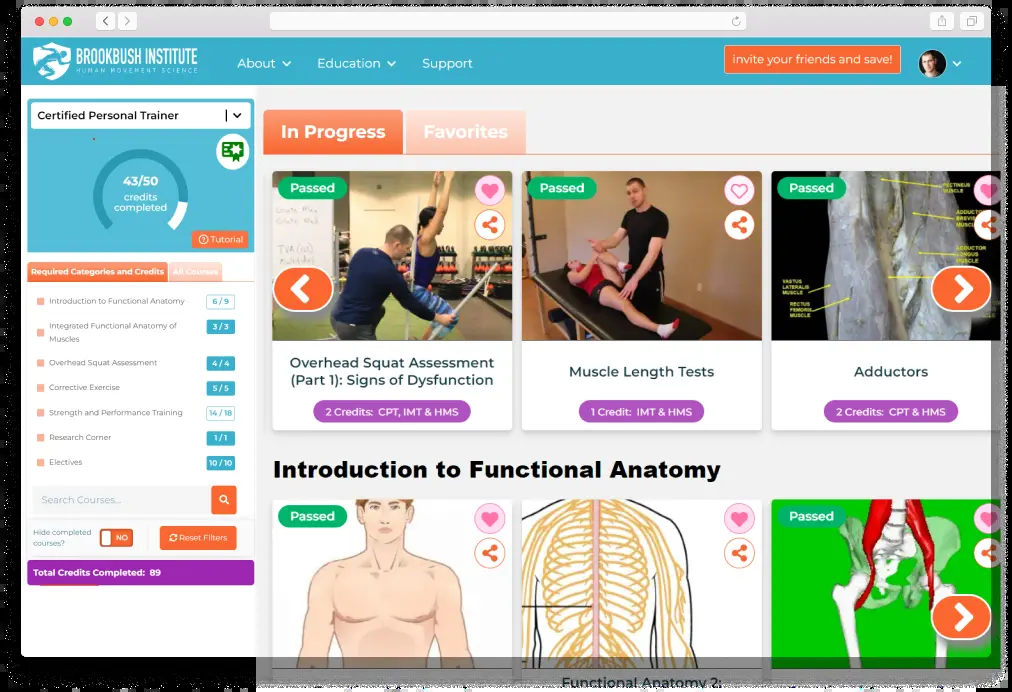 BROOKBUSH INSTITUTE
HUMAN MOVEMENT SCIENCE
About
Education
Support
Invite your friends and save!
Certified Personal Trainer
43/50
credits
completed
Tutorial
Required Categories and Credits
All Courses
Introduction to Functional Anatomy
6 / 9
Integrated Functional Anatomy of
Muscles
3 / 3
Overhead Squat Assessment
4 / 4
Corrective Exercise
5 / 5
Strength and Performance Training
14 / 18
Research Corner
1 / 1
Electives
10 / 10
Search Courses...
Hide completed
courses?
NO
Reset Filters
Total Credits Completed: 89
In Progress
Favorites
Passed
Overhead Squat Assessment
(Part 1): Signs of Dysfunction
2 Credits: CPT, IMT & HMS
Passed
Muscle Length Tests
1 Credit: IMT & HMS
Passed
PECTINEUS
MUSCLE
ADDUCTOR
LONGUS
MUSCLE
VASTUS
LATERALIS
MUSCLE
RECTUS
FEMORIS
MUSCLE
Adductors
2 Credits: CPT & HMS
Introduction to Functional Anatomy
Passed
Passed
Functional Anatomy 2: